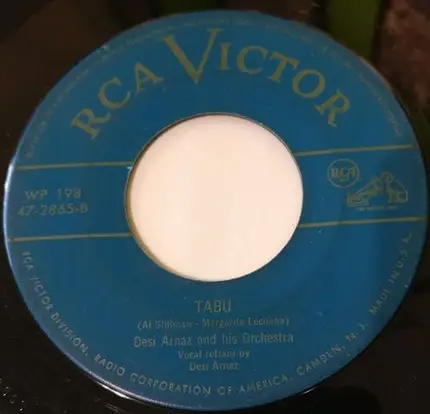 RCA VICTOR
RCA
WP 198
47-2865-B
TABU
(Al Stillman - Margarita Lecuona)
Desi Arnaz and his Orchestra
Vocal refrain by
Desi Arnaz
RCA VICTOR DIVISION, RADIO CORPORATION OF AMERICA, CAMDEN, N. J. MADE IN U.S.A.